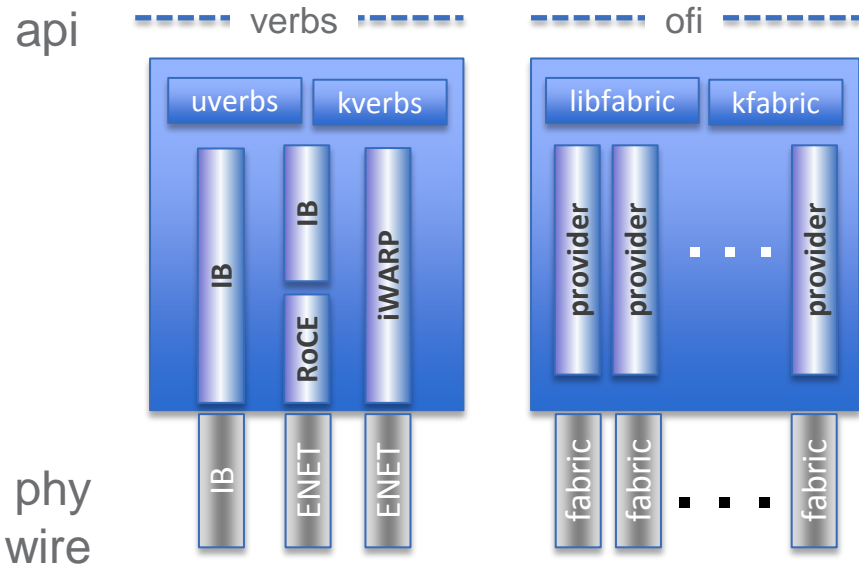 api
verbs
ofi
uverbs
kverbs
libfabric
kfabric
IB
IB
RoCE
iWARP
provider
provider
provider
IB
ENET
ENET
fabric
fabric
fabric
phy
wire